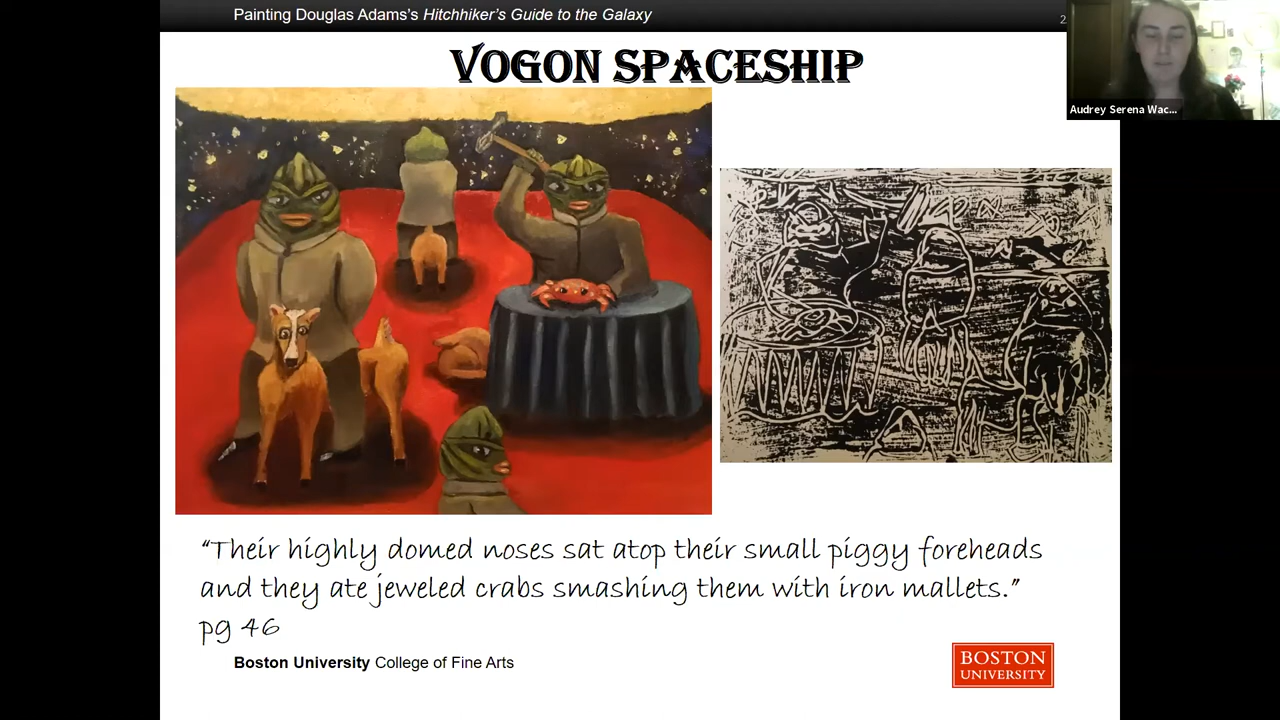 Painting Douglas Adams's Hitchhiker's Guide to the Galaxy
2
Audrey Serena Wac...
VOGON SPACESHIP
"Their highly domed noses sat atop their small piggy foreheads
and they ate jeweled crabs smashing them with iron mallets."
pg 46
Boston University College of Fine Arts
BOSTON
UNIVERSITY